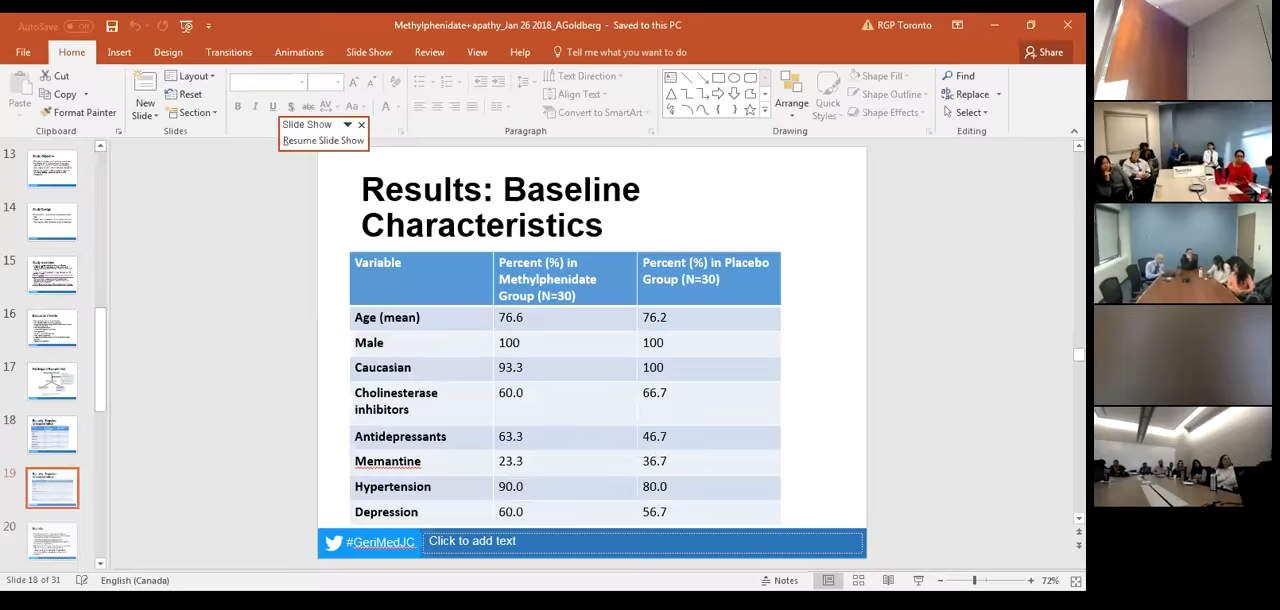 AutoSave Off
Methylphenidate+apathy_Jan 26 2018_AGoldberg - Saved to this PC
RGP Toronto
File Home Insert Design Transitions Animations Slide Show Review View Help Tell me what you want to do
Share
Paste
Cut
Copy
Format Painter
Clipboard
New
Slide
Layout
Reset
Section
Slides
B I U S abc AV Aa A
Text Direction
Align Text
Convert to SmartArt
Paragraph
Arrange
Quick
Styles
Shape Fill
Shape Outline
Shape Effects
Drawing
Find
Replace
Select
Editing
Slide Show
Resume Slide Show
13
14
15
16
17
18
19
20
Results: Baseline
Characteristics
Variable
Percent (%) in
Methylphenidate
Group (N=30)
Percent (%) in Placebo
Group (N=30)
Age (mean) 76.6 76.2
Male 100 100
Caucasian 93.3 100
Cholinesterase
inhibitors
60.0 66.7
Antidepressants 63.3 46.7
Memantine 23.3 36.7
Hypertension 90.0 80.0
Depression 60.0 56.7
#GeriMedJC
Click to add text
Slide 18 of 31 English (Canada)
Notes
72%
Toronto